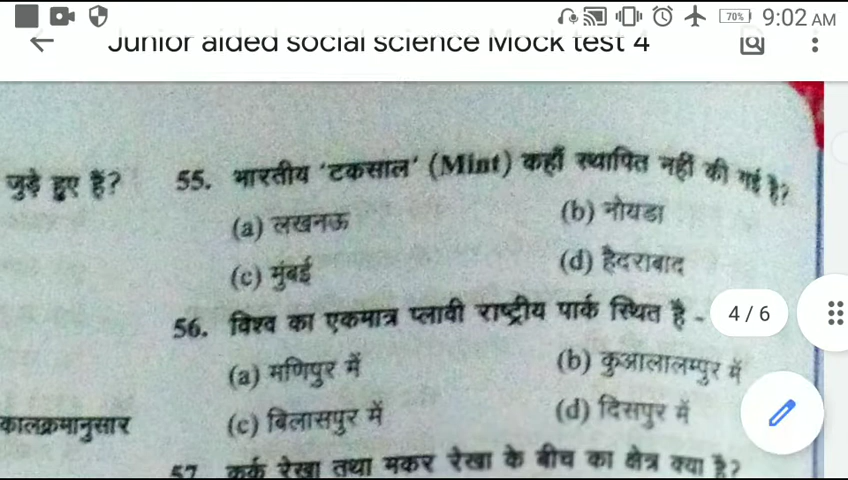 70% 9:02 AM
Junior aided social science Mock test 4
जुड़े हुए हैं?
55. भारतीय 'टकसाल' (Mint) कहाँ स्थापित नहीं की गई है?
(a) लखनऊ (b) नोयडा
(c) मुंबई (d) हैदराबाद
56. विश्व का एकमात्र प्लावी राष्ट्रीय पार्क स्थित है -
4 / 6
(a) मणिपुर में (b) कुआलालम्पुर में
कालक्रमानुसार
(c) बिलासपुर में (d) दिसपुर में
57 कर्क रेखा तथा मकर रेखा के बीच का क्षेत्र क्या है?